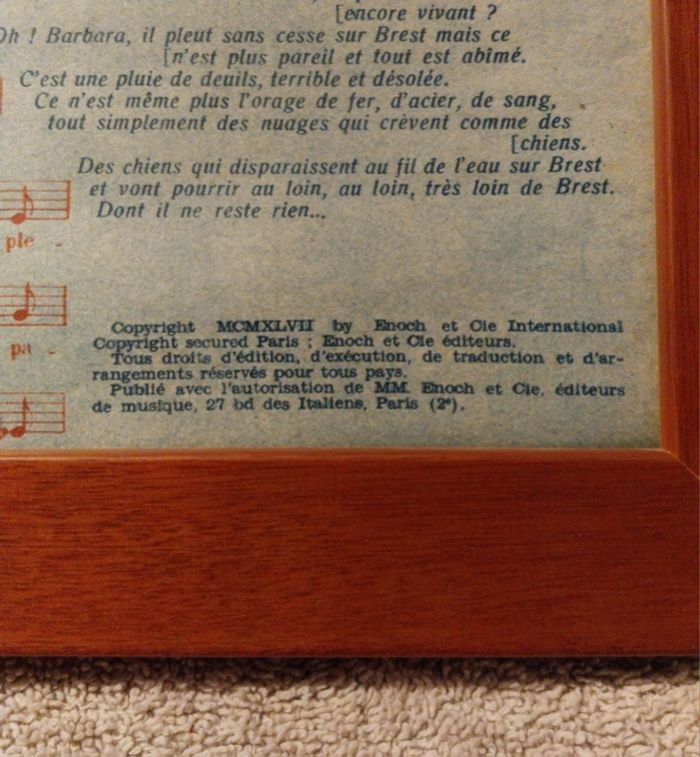 [encore vivant ?
Oh ! Barbara, il pleut sans cesse sur Brest mais ce
[n'est plus pareil et tout est abîmé.
C'est une pluie de deuils, terrible et désolée.
Ce n'est même plus l'orage de fer, d'acier, de sang,
tout simplement des nuages qui crèvent comme des
[chiens.
Des chiens qui disparaissent au fil de l'eau sur Brest
et vont pourrir au loin, au loin, très loin de Brest.
Dont il ne reste rien...
ple -
pa -
Copyright MCMXLVII by Enoch et Cie International
Copyright secured Paris ; Enoch et Cie éditeurs.
Tous droits d'édition, d'exécution, de traduction et d'ar-
rangements réservés pour tous pays.
Publié avec l'autorisation de MM. Enoch et Cie, éditeurs
de musique, 27 bd des Italiens, Paris (2e).